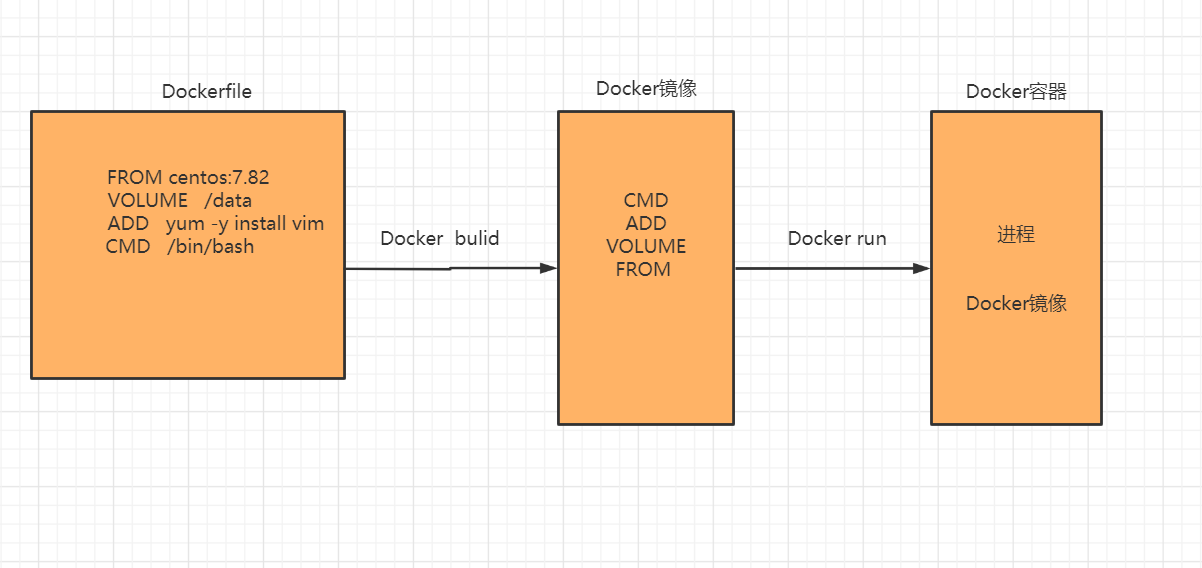 Dockerfile
FROM centos:7.82
VOLUME /data
ADD yum -y install vim
CMD /bin/bash
Docker bulid
Docker镜像
CMD
ADD
VOLUME
FROM
Docker run
Docker容器
进程
Docker镜像